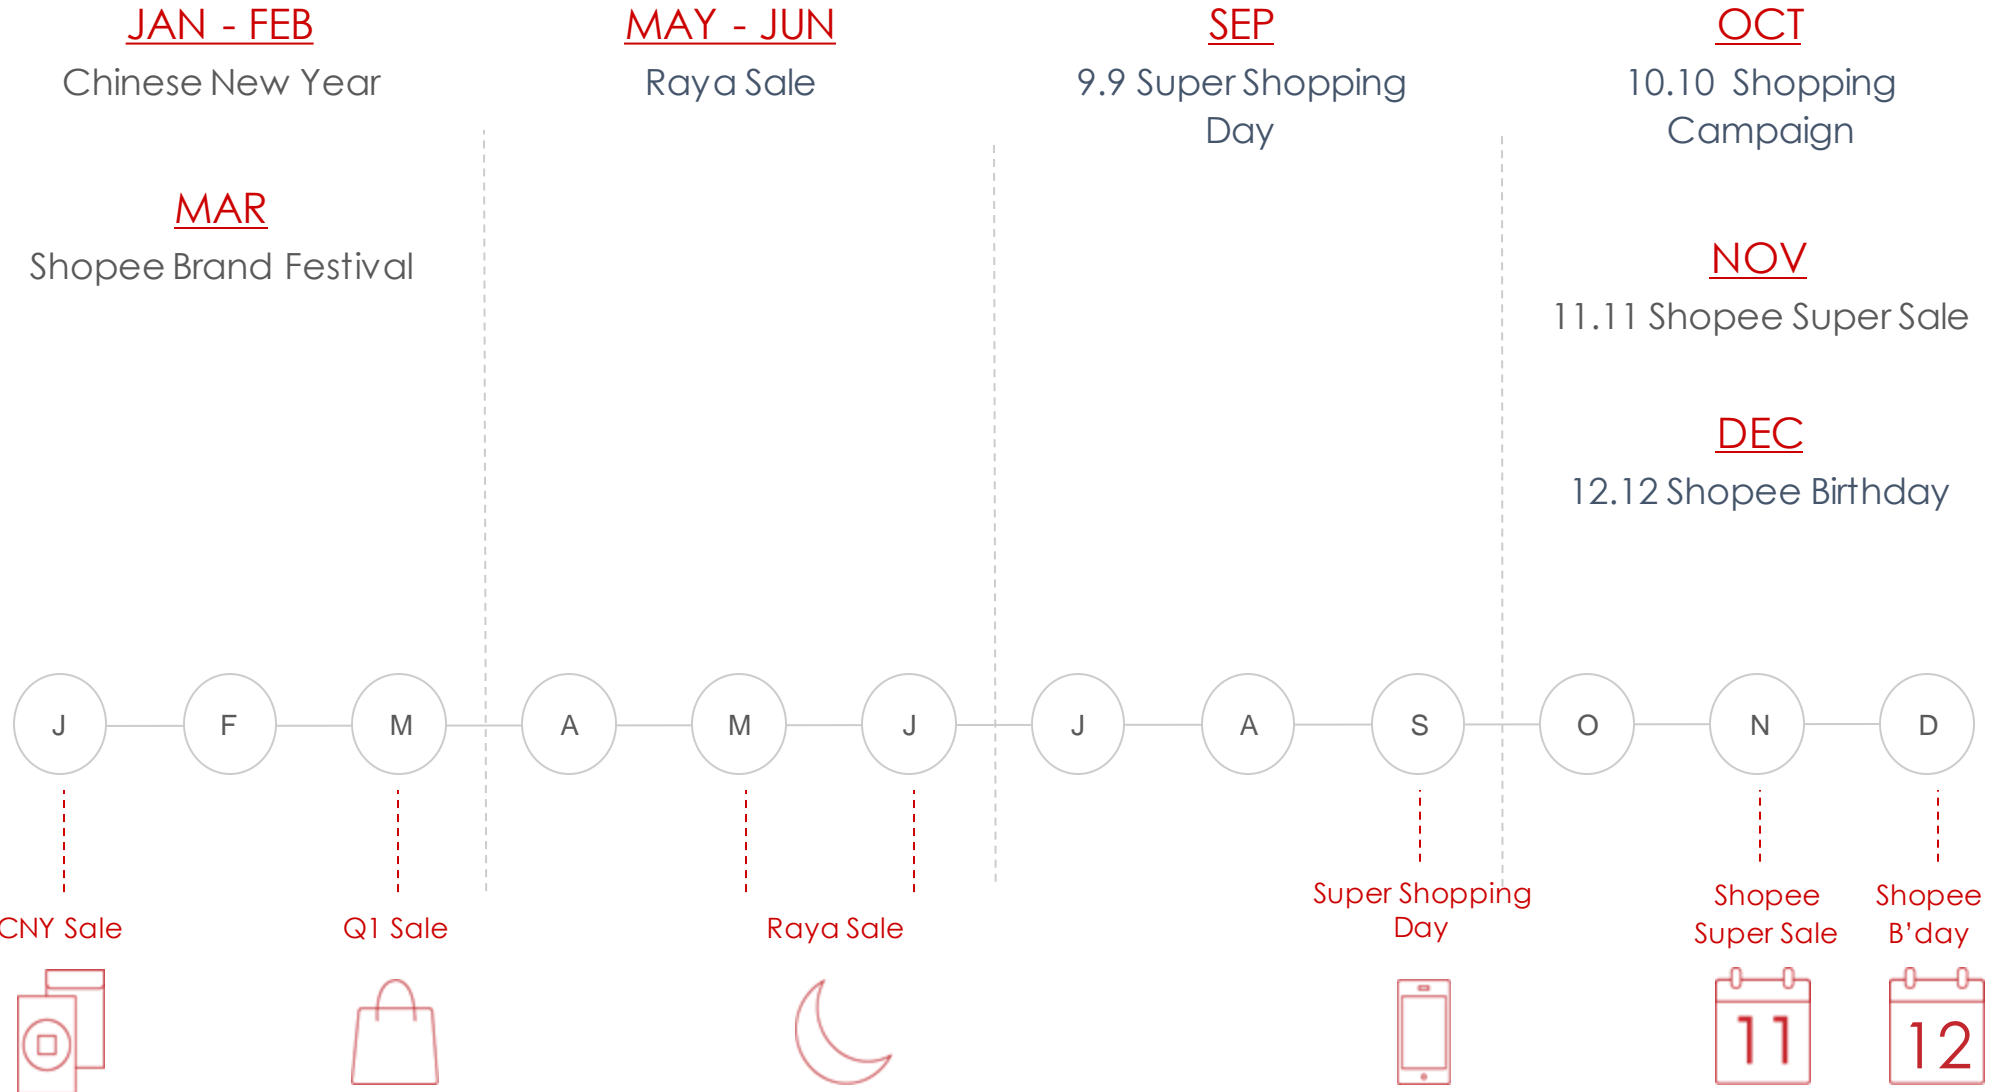 JAN - FEB
Chinese New Year
MAR
Shopee Brand Festival
MAY - JUN
Raya Sale
SEP
9.9 Super Shopping
Day
OCT
10.10 Shopping
Campaign
NOV
11.11 Shopee Super Sale
DEC
12.12 Shopee Birthday
J F M A M J J A S O N D
CNY Sale
Q1 Sale
Raya Sale
Super Shopping
Day
Shopee
Super Sale
11
Shopee
B’day
12